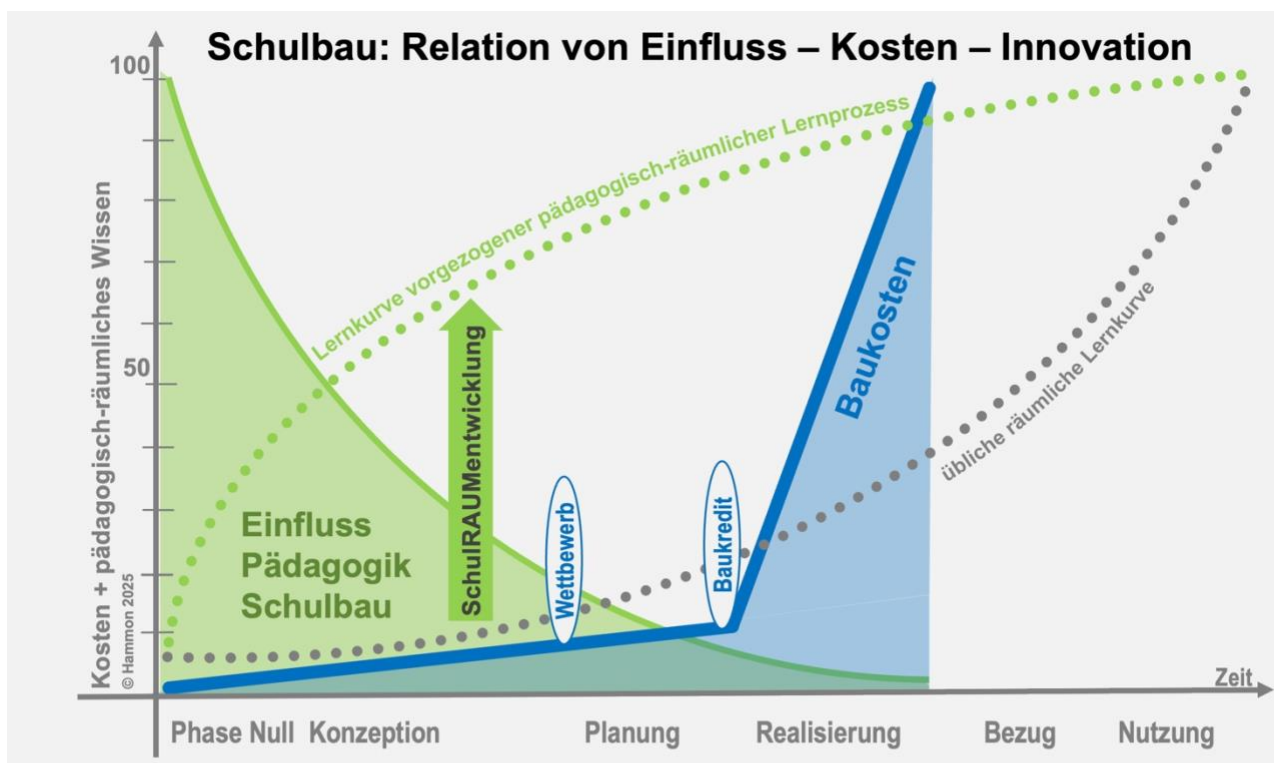 Schulbau: Relation von Einfluss – Kosten – Innovation
100
50
Kosten + pädagogisch-räumliches Wissen
© Hammon 2025
Lernkurve vorgezogener pädagogisch-räumlicher Lernprozess
Einfluss
Pädagogik
Schulbau
SchulRAUMentwicklung
Wettbewerb
Baukredit
Baukosten
übliche räumliche Lernkurve
Zeit
Phase Null Konzeption Planung Realisierung Bezug Nutzung